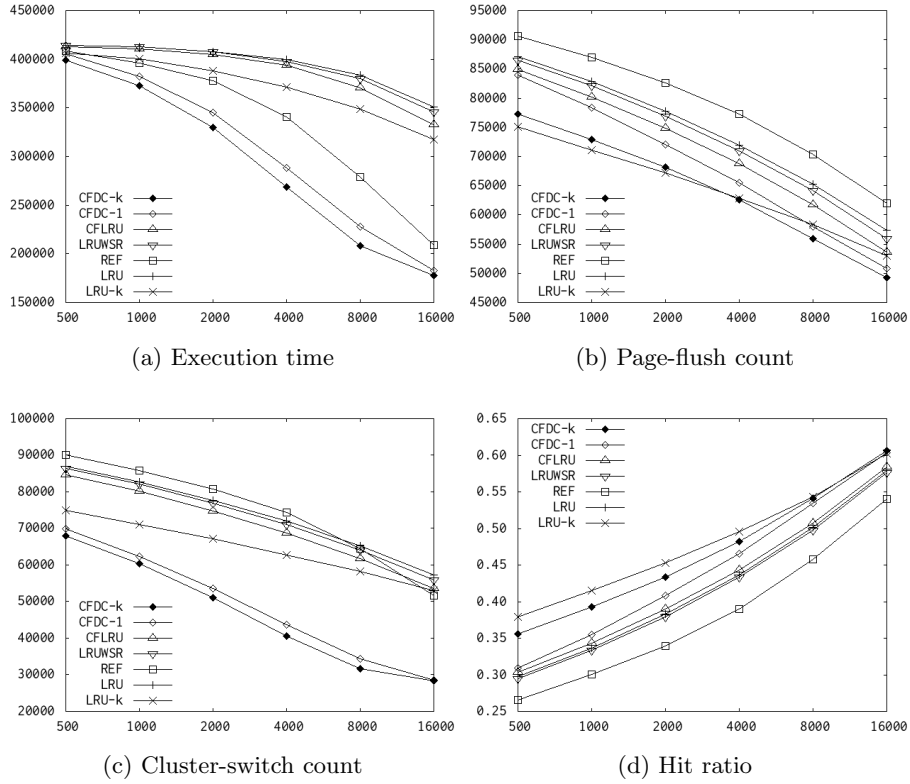 450000
400000
350000
300000
250000
200000
150000
CFDC-k
CFDC-1
CFLRU
LRUWSR
REF
LRU
LRU-k
500 1000 2000 4000 8000 16000
(a) Execution time
95000
90000
85000
80000
75000
70000
65000
60000
55000
50000
45000
CFDC-k
CFDC-1
CFLRU
LRUWSR
REF
LRU
LRU-k
500 1000 2000 4000 8000 16000
(b) Page-flush count
100000
90000
80000
70000
60000
50000
40000
30000
20000
CFDC-k
CFDC-1
CFLRU
LRUWSR
REF
LRU
LRU-k
500 1000 2000 4000 8000 16000
(c) Cluster-switch count
0.65
0.60
0.55
0.50
0.45
0.40
0.35
0.30
0.25
CFDC-k
CFDC-1
CFLRU
LRUWSR
REF
LRU
LRU-k
500 1000 2000 4000 8000 16000
(d) Hit ratio